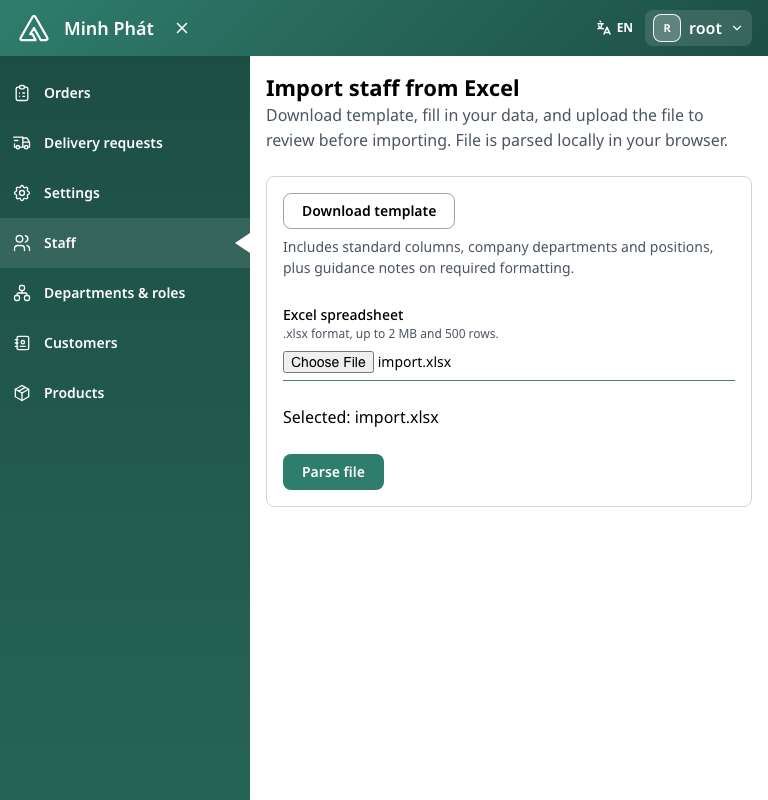 Minh Phát
EN
R
root
Orders
Delivery requests
Settings
Staff
Departments & roles
Customers
Products
Import staff from Excel
Download template, fill in your data, and upload the file to
review before importing. File is parsed locally in your browser.
Download template
Includes standard columns, company departments and positions,
plus guidance notes on required formatting.
Excel spreadsheet
.xlsx format, up to 2 MB and 500 rows.
Choose File import.xlsx
Selected: import.xlsx
Parse file